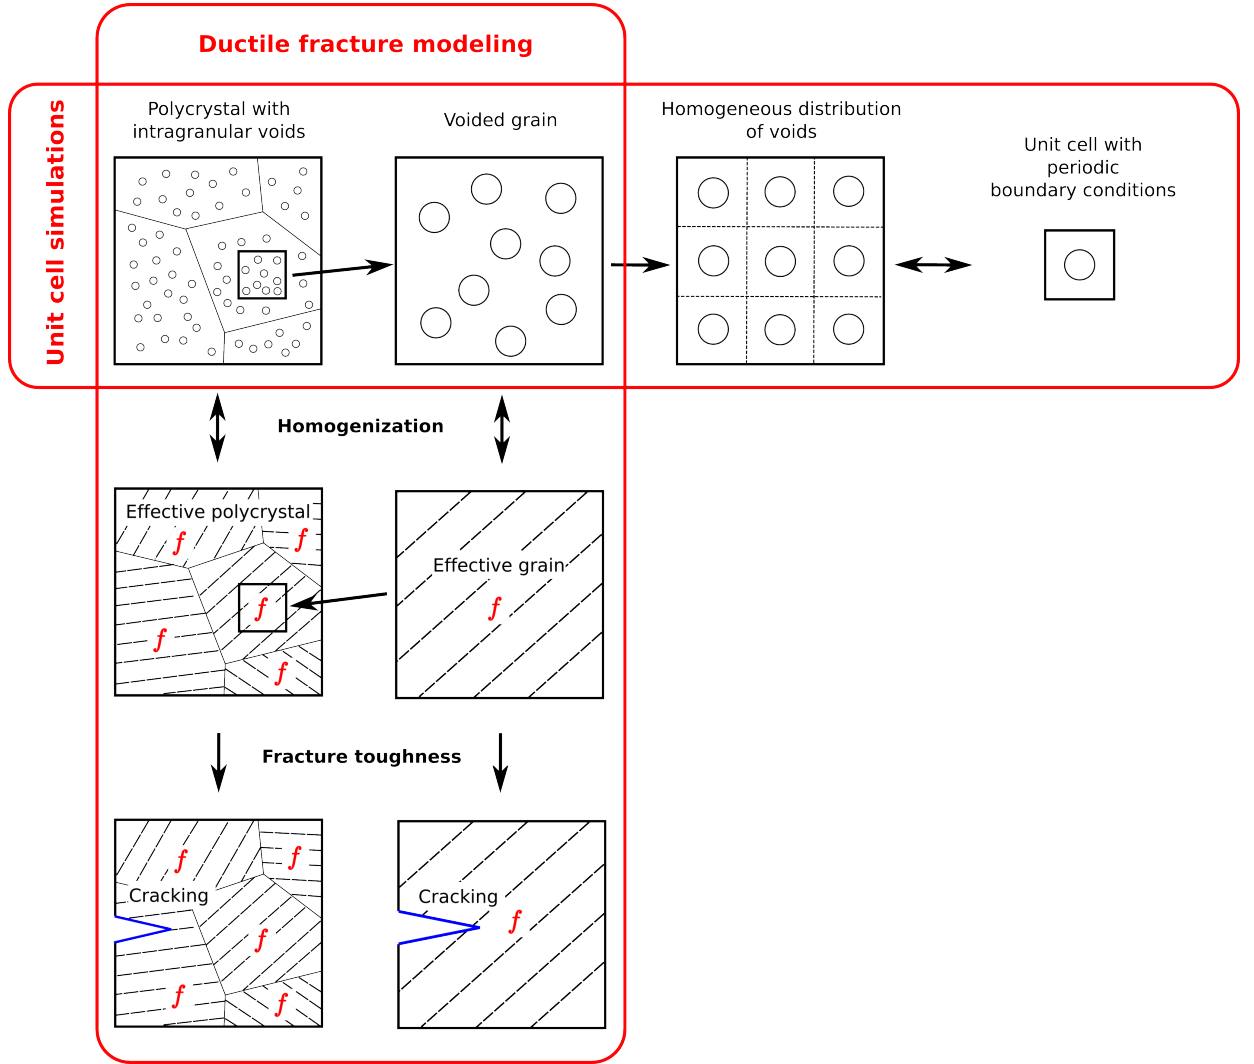 Ductile fracture modeling
Unit cell simulations
Polycrystal with
intragranular voids
Voided grain
Homogeneous distribution
of voids
Unit cell with
periodic
boundary conditions
Homogenization
Effective polycrystal
f
f
f
f
f
Effective grain
f
Fracture toughness
f
f
Cracking
f
f
f
Cracking
f